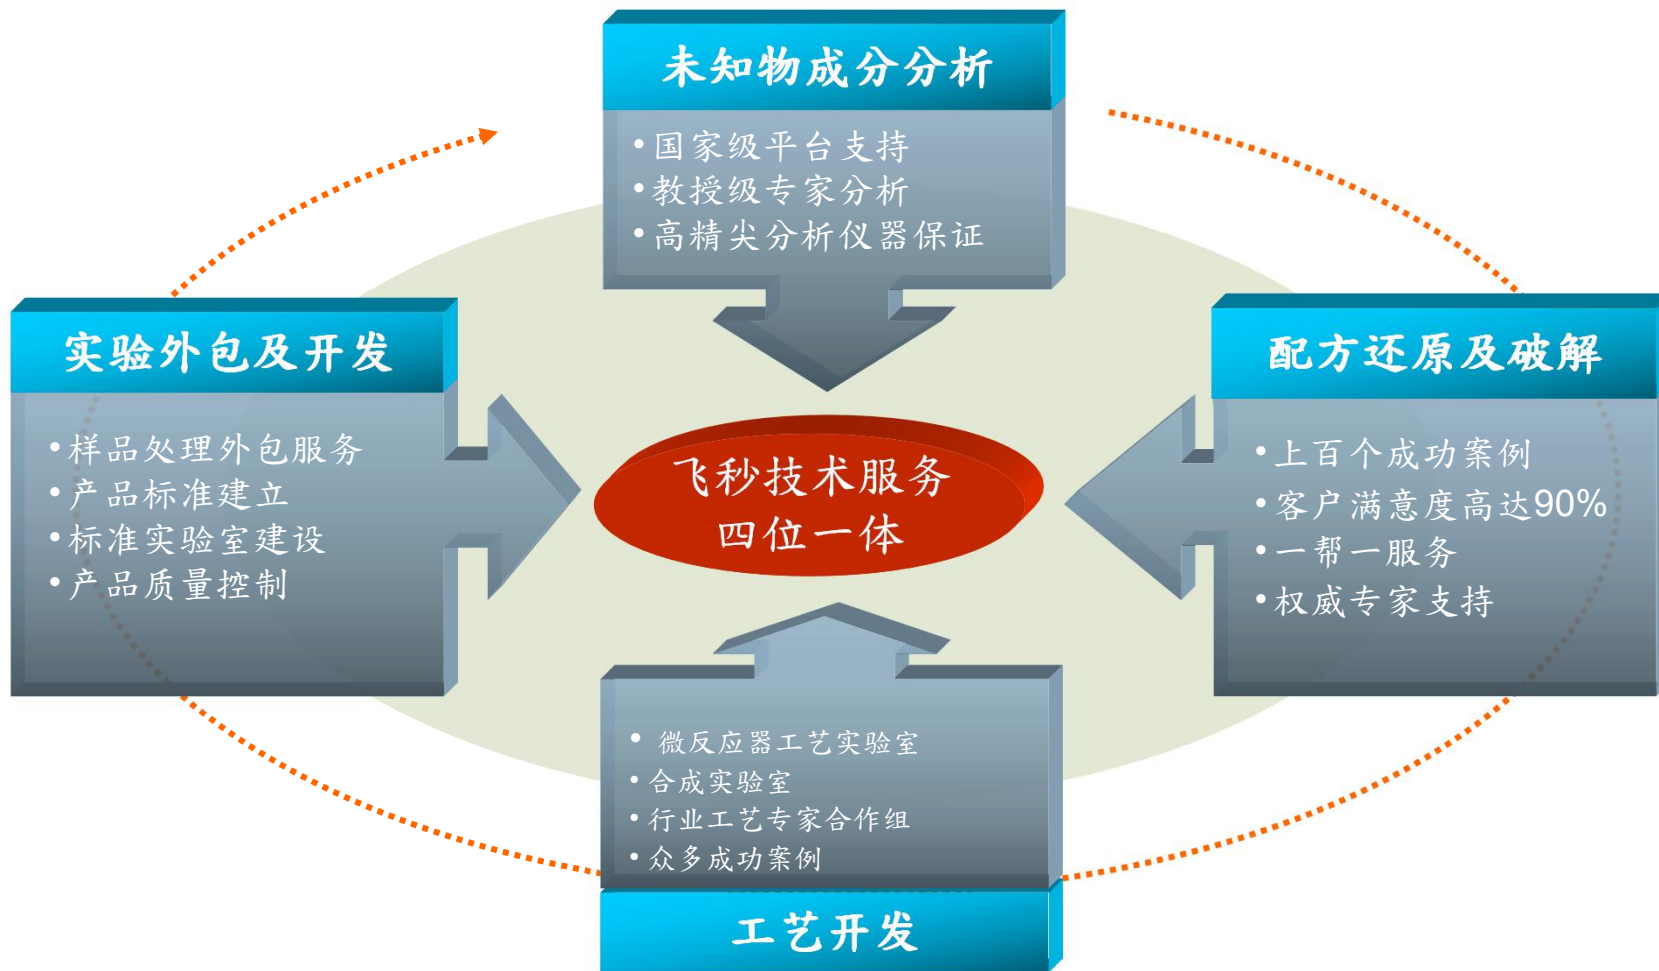 未知物成分分析
•国家级平台支持
•教授级专家分析
•高精尖分析仪器保证
实验外包及开发
•样品处理外包服务
•产品标准建立
•标准实验室建设
•产品质量控制
飞秒技术服务
四位一体
配方还原及破解
•上百个成功案例
•客户满意度高达90%
•一帮一服务
•权威专家支持
• 微反应器工艺实验室
•合成实验室
•行业工艺专家合作组
•众多成功案例
工艺开发